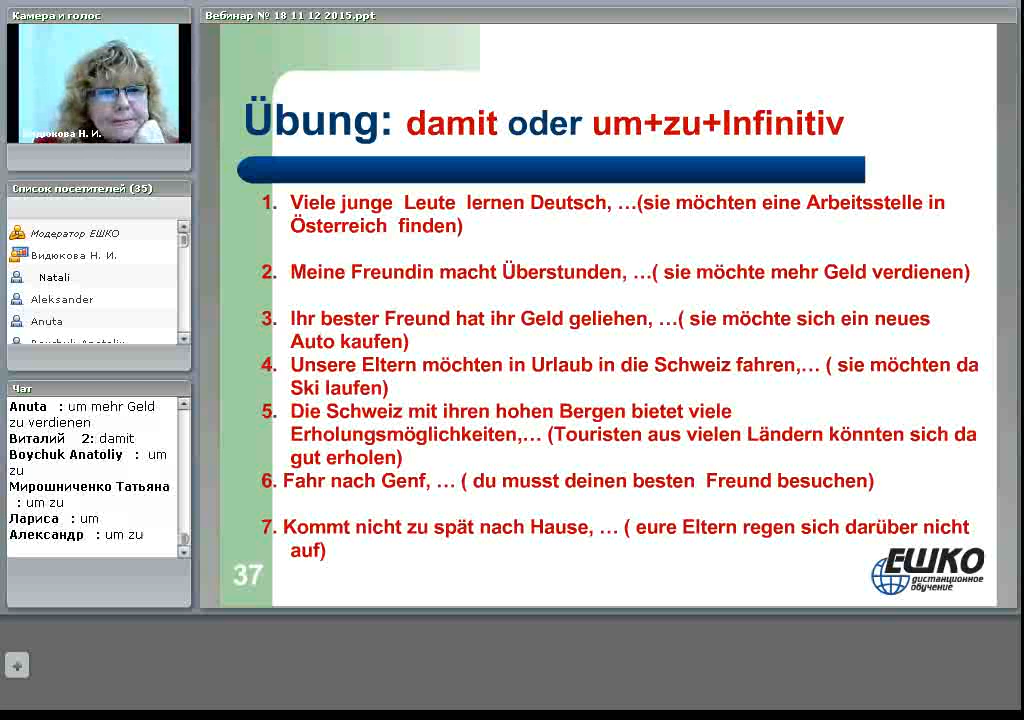 Камера и голос
Видюкова Н. И.
Список посетителей (35)
Модератор ЕШКО
Видюкова Н. И.
Natali
Aleksander
Anuta
Boychuk Anatoliy
Чат
Anuta : um mehr Geld
zu verdienen
Виталий 2: damit
Boychuk Anatoliy : um
zu
Мирошниченко Татьяна
: um zu
Лариса : um
Александр : um zu
Вебинар № 18 11 12 2015.ppt
Übung: damit oder um+zu+Infinitiv
1. Viele junge Leute lernen Deutsch, …(sie möchten eine Arbeitsstelle in
Österreich finden)
2. Meine Freundin macht Überstunden, …( sie möchte mehr Geld verdienen)
3. Ihr bester Freund hat ihr Geld geliehen, …( sie möchte sich ein neues
Auto kaufen)
4. Unsere Eltern möchten in Urlaub in die Schweiz fahren,… ( sie möchten da
Ski laufen)
5. Die Schweiz mit ihren hohen Bergen bietet viele
Erholungsmöglichkeiten,… (Touristen aus vielen Ländern könnten sich da
gut erholen)
6. Fahr nach Genf, … ( du musst deinen besten Freund besuchen)
7. Kommt nicht zu spät nach Hause, … ( eure Eltern regen sich darüber nicht
auf)
37
ЕШКО
дистанционное
обучение